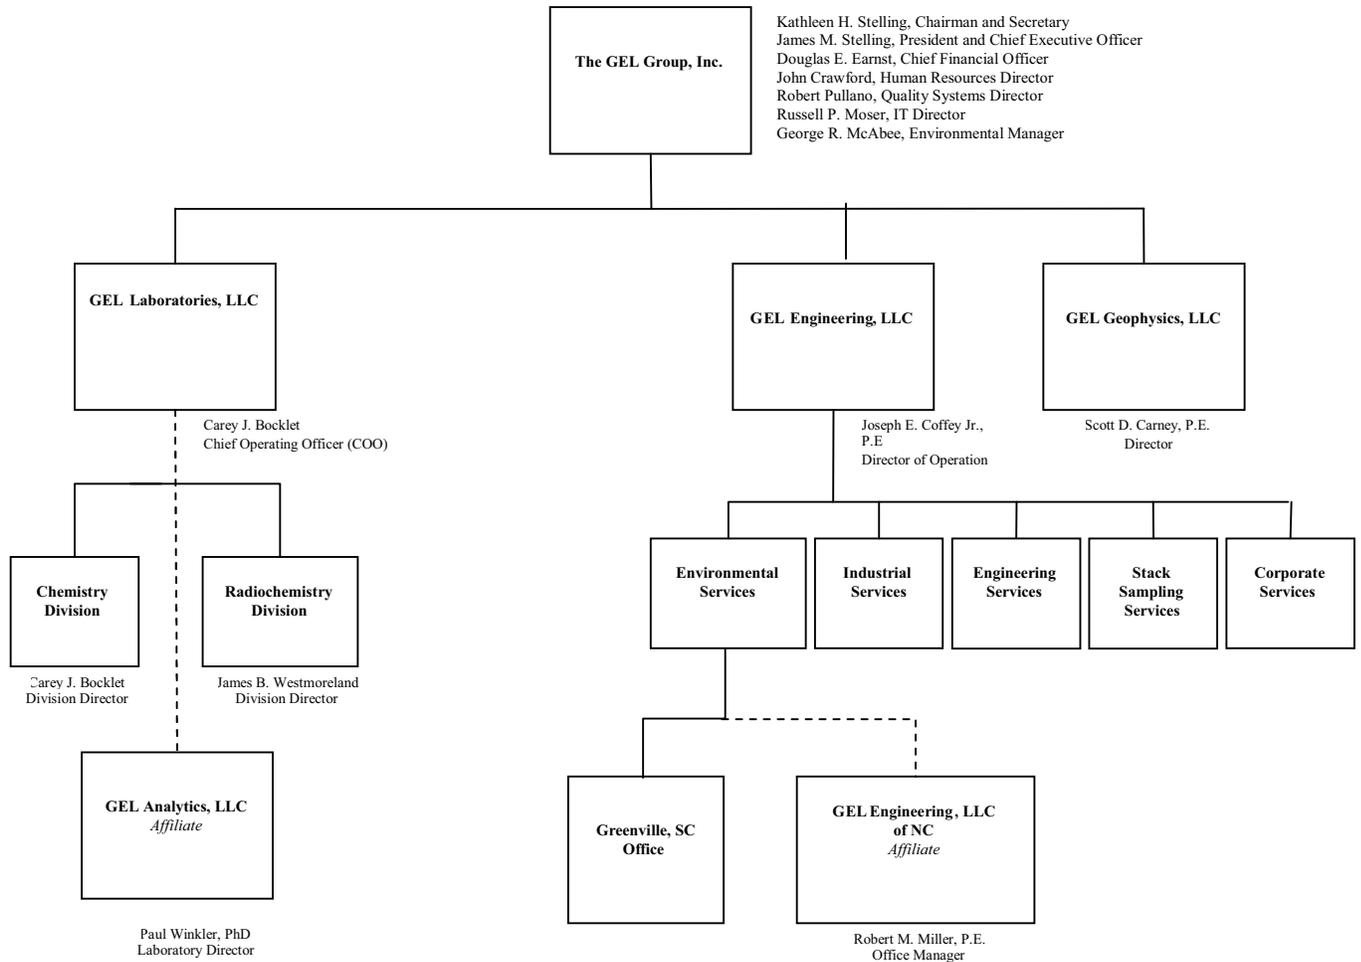 The GEL Group, Inc.
Kathleen H. Stelling, Chairman and Secretary
James M. Stelling, President and Chief Executive Officer
Douglas E. Earnst, Chief Financial Officer
John Crawford, Human Resources Director
Robert Pullano, Quality Systems Director
Russell P. Moser, IT Director
George R. McAbee, Environmental Manager
GEL Laboratories, LLC
GEL Engineering, LLC
GEL Geophysics, LLC
Carey J. Bocklet
Chief Operating Officer (COO)
Joseph E. Coffey Jr.,
P.E
Director of Operation
Scott D. Carney, P.E.
Director
Chemistry
Division
Radiochemistry
Division
Environmental
Services
Industrial
Services
Engineering
Services
Stack
Sampling
Services
Corporate
Services
Carey J. Bocklet
Division Director
James B. Westmoreland
Division Director
GEL Analytics, LLC
Affiliate
Greenville, SC
Office
GEL Engineering, LLC
of NC
Affiliate
Paul Winkler, PhD
Laboratory Director
Robert M. Miller, P.E.
Office Manager